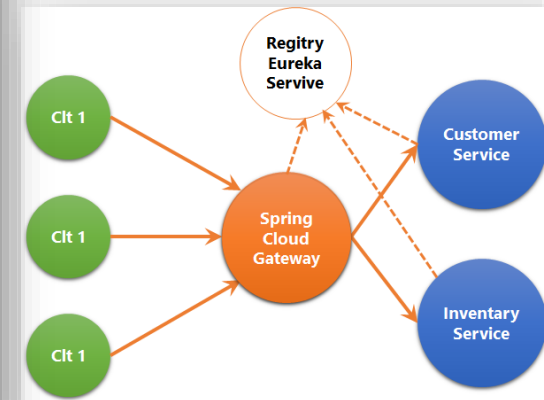 Regitry
Eureka
Servive
Clt 1
Customer
Service
Clt 1
Spring
Cloud
Gateway
Inventary
Service
Clt 1